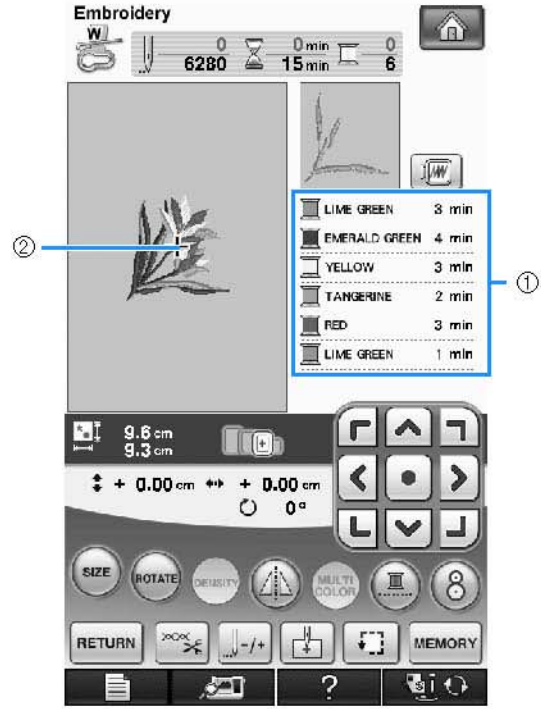 Embroidery
W
0 0 min 0
6280 15 min 6
LIME GREEN 3 min
EMERALD GREEN 4 min
② YELLOW 3 min ①
TANGERINE 2 min
RED 3 min
LIME GREEN 1 min
9.6 cm
9.3 cm
+ 0.00 cm + 0.00 cm
0°
SIZE ROTATE DENSITY MULTI COLOR 8
RETURN -/+ MEMORY
?